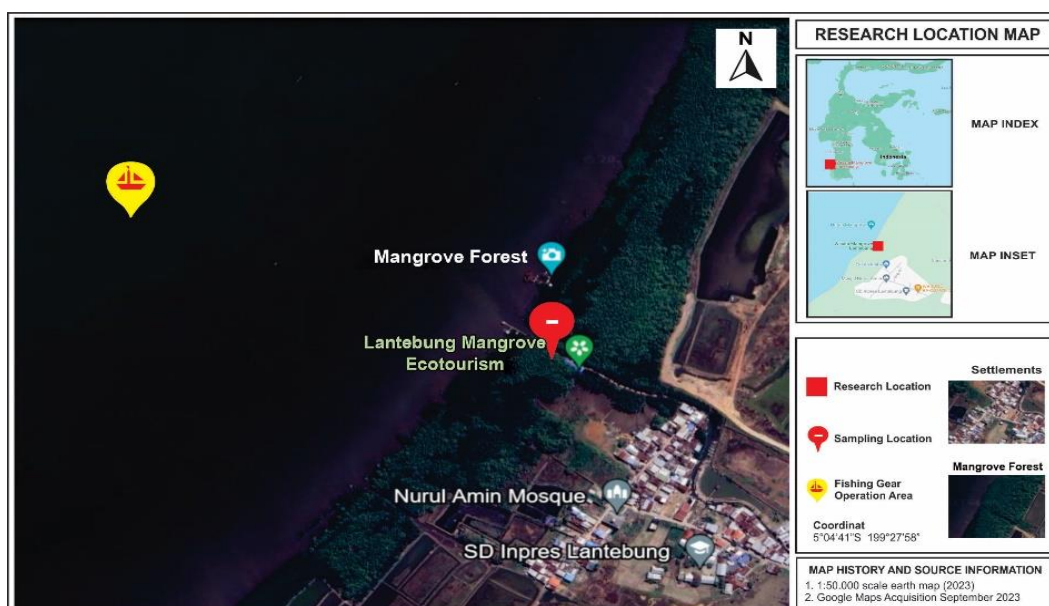 N
Mangrove Forest
Lantebung Mangrove
Ecotourism
Nurul Amin Mosque
SD Inpres Lantebung
RESEARCH LOCATION MAP
Indonesia
MAP INDEX
MAP INSET
Research Location
Sampling Location
Fishing Gear
Operation Area
Coordinat
5°04'41"S 199°27'58"
Settlements
Mangrove Forest
MAP HISTORY AND SOURCE INFORMATION
1. 1:50.000 scale earth map (2023)
2. Google Maps Acquisition September 2023